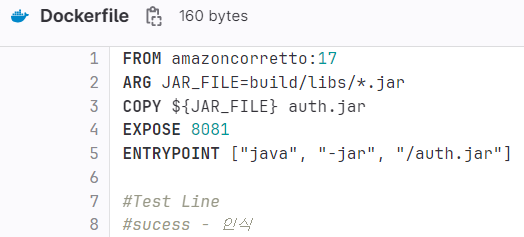 Dockerfile 160 bytes
1 FROM amazoncorretto:17
2 ARG JAR_FILE=build/libs/*.jar
3 COPY ${JAR_FILE} auth.jar
4 EXPOSE 8081
5 ENTRYPOINT ["java", "-jar", "/auth.jar"]
6
7 #Test Line
8 #sucess - 인식